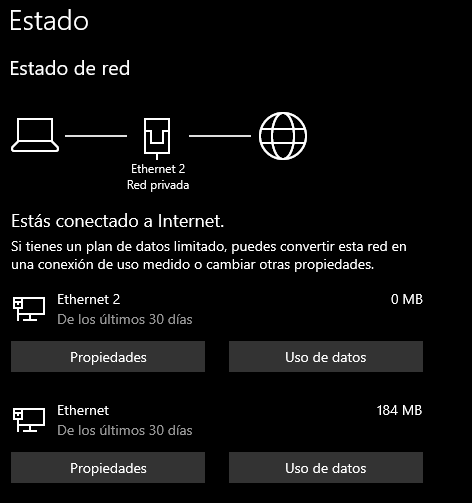 Estado
Estado de red
Ethernet 2
Red privada
Estás conectado a Internet.
Si tienes un plan de datos limitado, puedes convertir esta red en
una conexión de uso medido o cambiar otras propiedades.
Ethernet 2
0 MB
De los últimos 30 días
Propiedades
Uso de datos
Ethernet
184 MB
De los últimos 30 días
Propiedades
Uso de datos